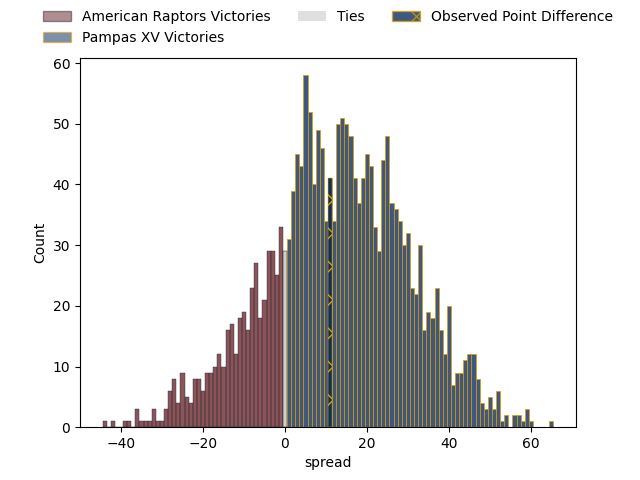 American Raptors Victories
Ties
Observed Point Difference
Pampas XV Victories
60
50
40
30
20
10
0
Count
−40
−20
0
20
40
60
spread